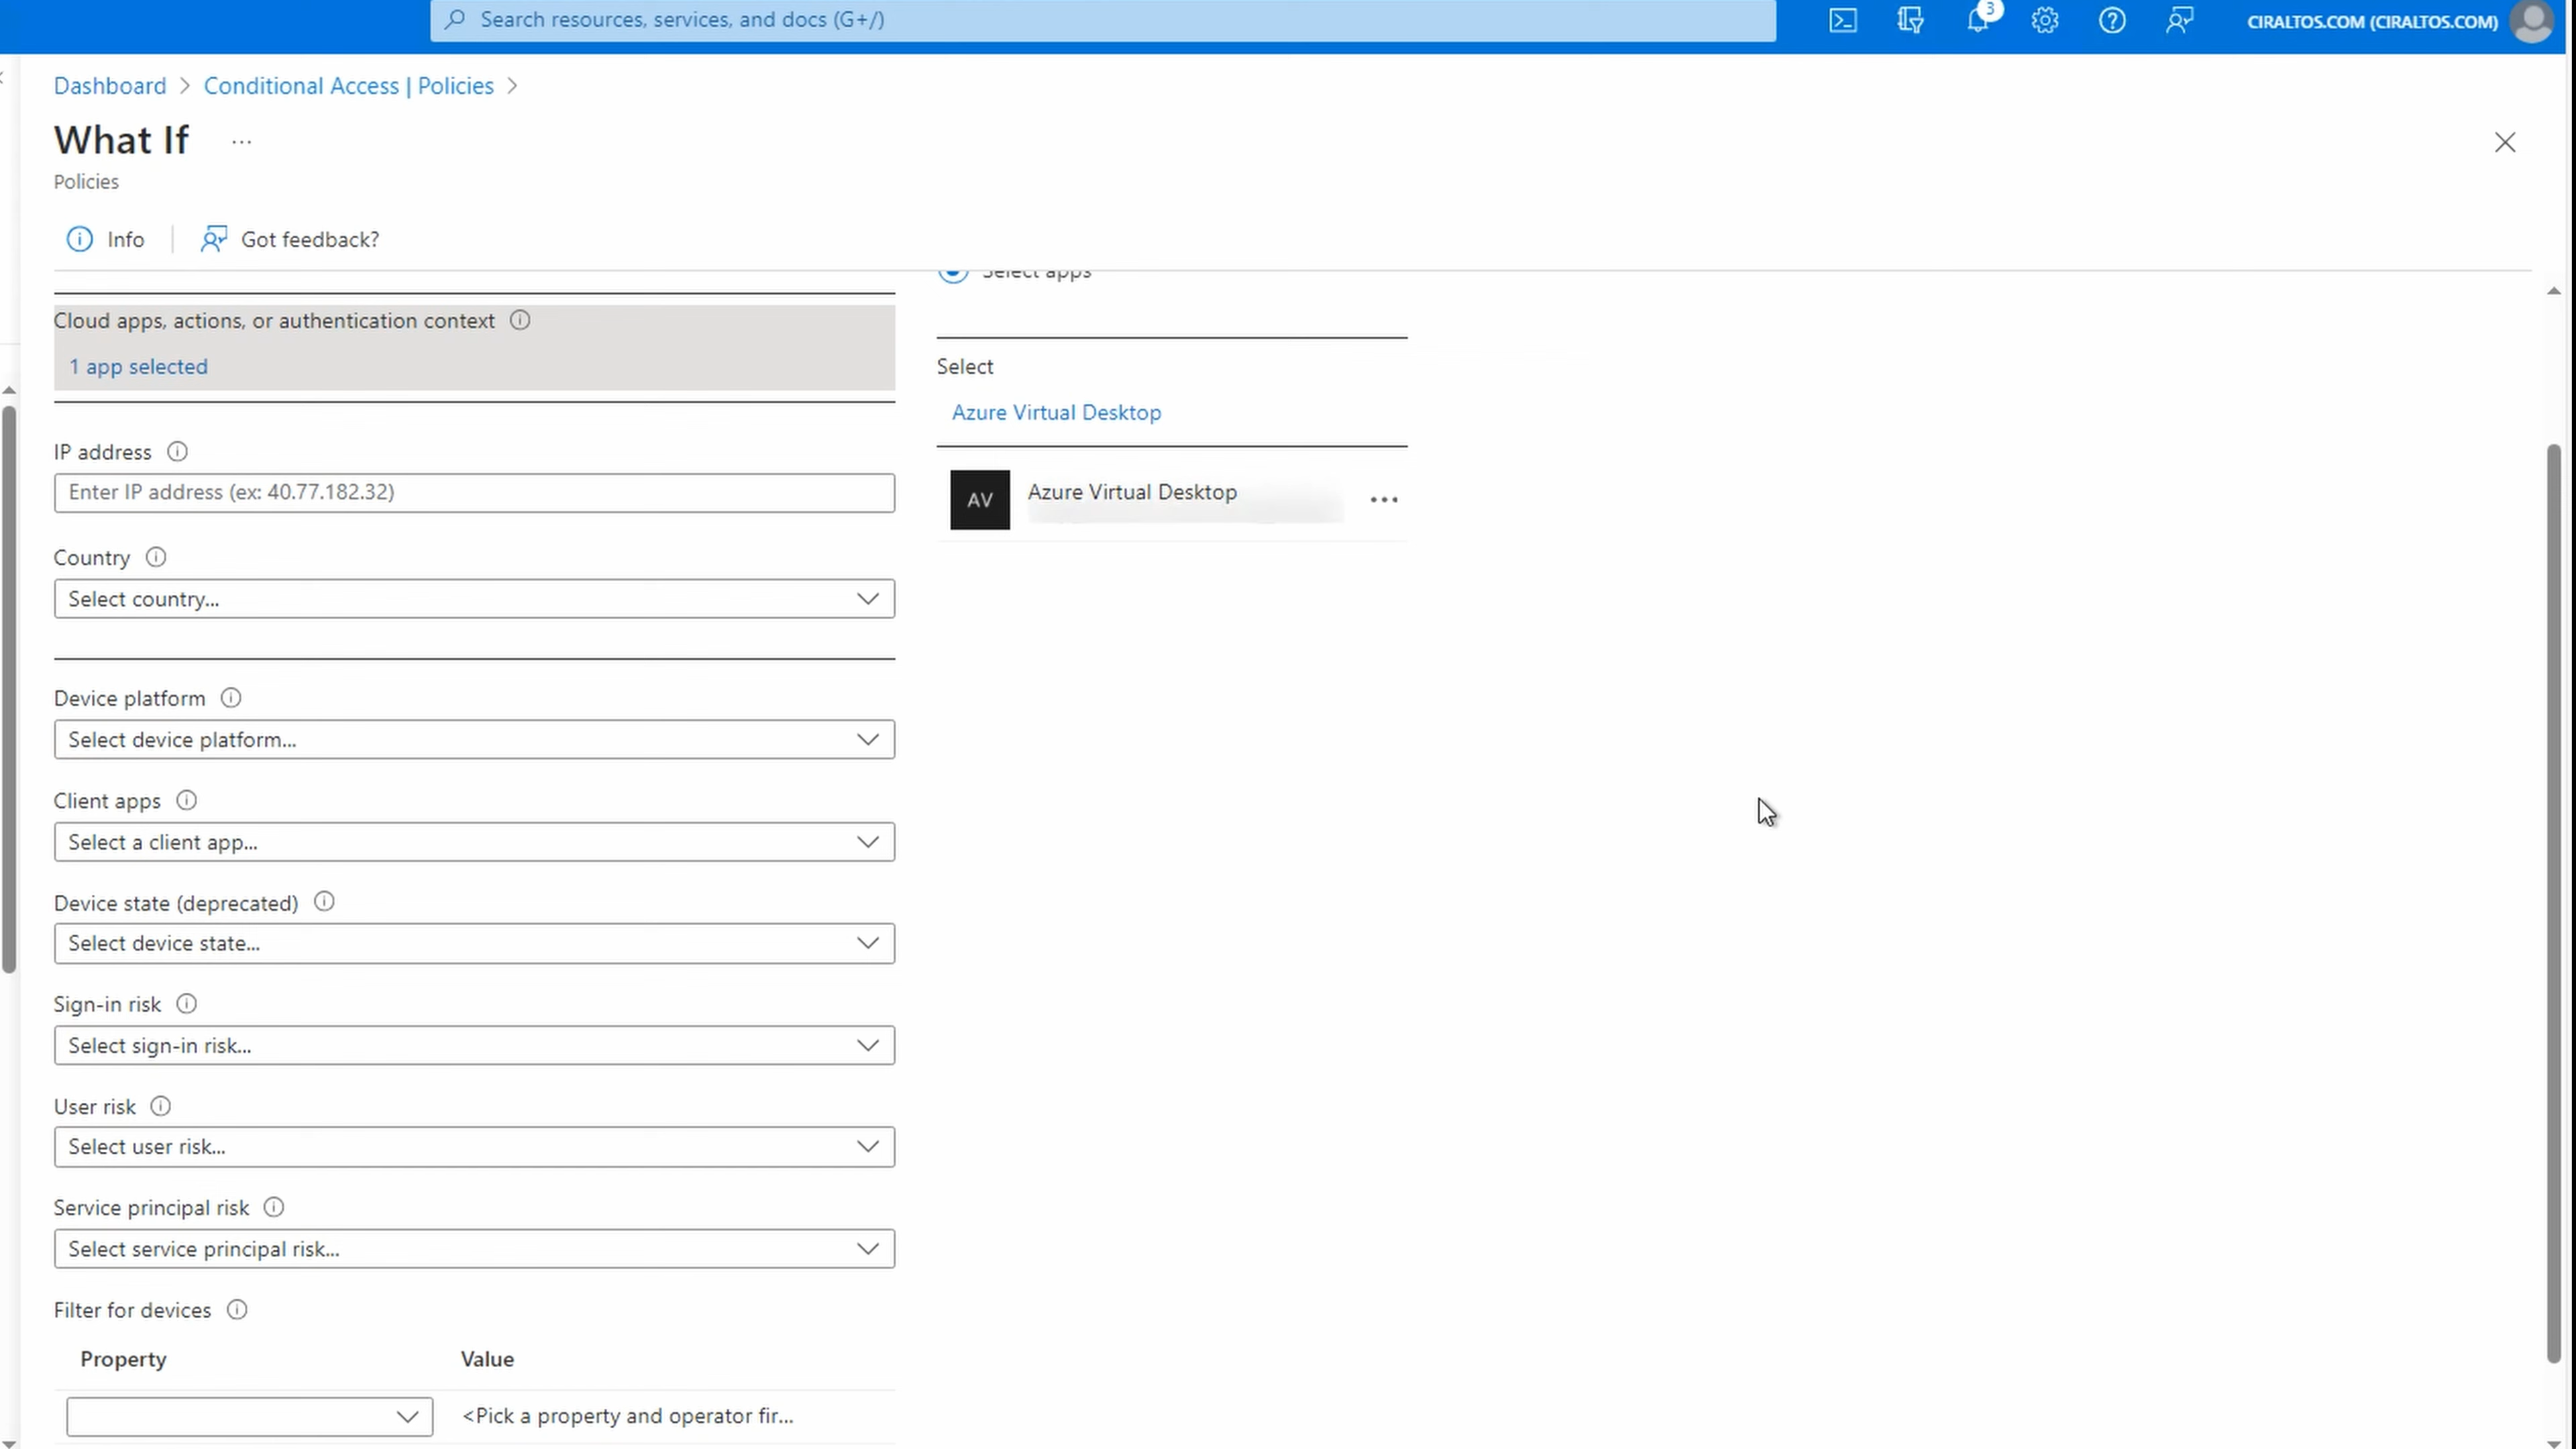 Search resources, services, and docs (G+/)
3
CIRALTOS.COM (CIRALTOS.COM)
Dashboard > Conditional Access | Policies >
What If ...
Policies
Info
Got feedback?
Select apps
Cloud apps, actions, or authentication context
1 app selected
Select
Azure Virtual Desktop
AV
Azure Virtual Desktop
IP address
Enter IP address (ex: 40.77.182.32)
Country
Select country...
Device platform
Select device platform...
Client apps
Select a client app...
Device state (deprecated)
Select device state...
Sign-in risk
Select sign-in risk...
User risk
Select user risk...
Service principal risk
Select service principal risk...
Filter for devices
Property Value
<Pick a property and operator fir...